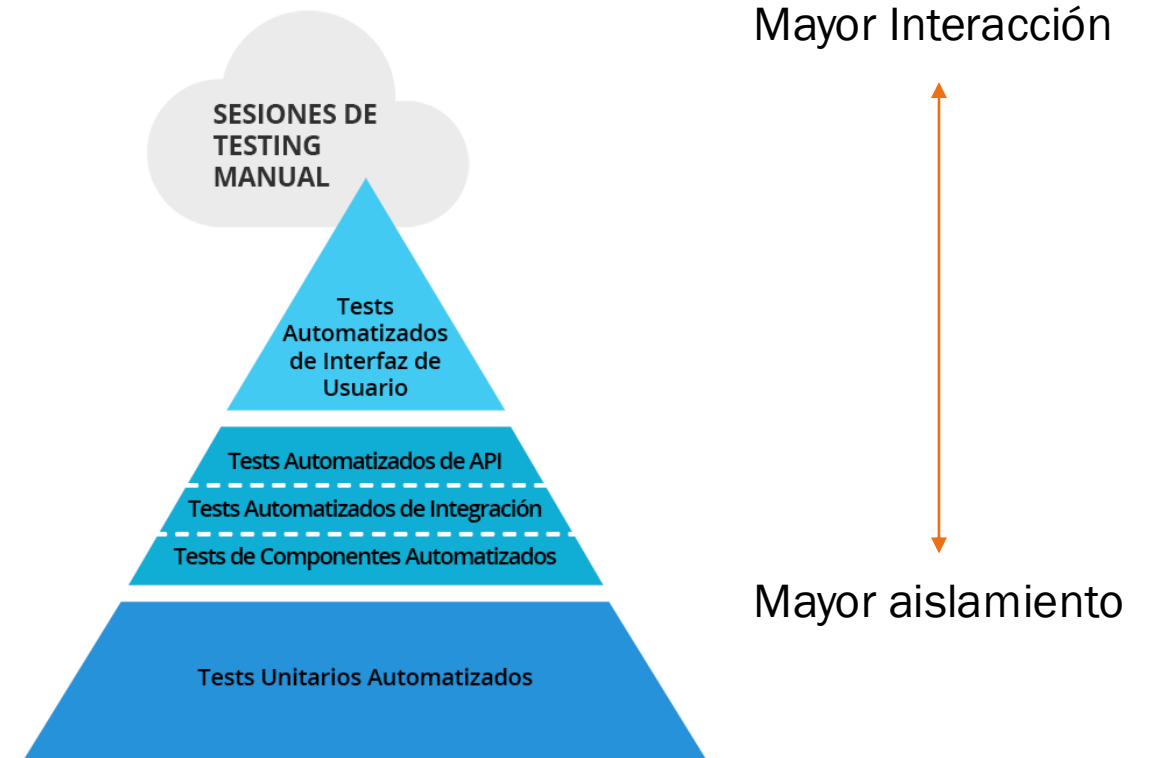 Mayor Interacción
SESIONES DE
TESTING
MANUAL
Tests
Automatizados
de Interfaz de
Usuario
Tests Automatizados de API
Tests Automatizados de Integración
Tests de Componentes Automatizados
Mayor aislamiento
Tests Unitarios Automatizados